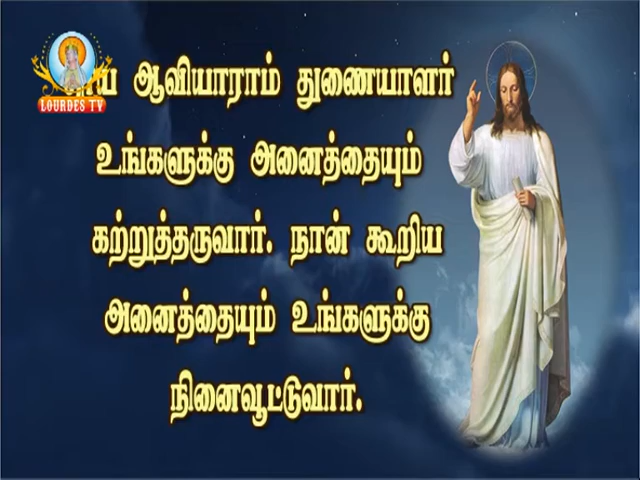 LOURDES TV
ஆவியாராம் துணையாளர்
உங்களுக்கு அனைத்தையும்
கற்றுத்தருவார். நான் கூறிய
அனைத்தையும் உங்களுக்கு
நினைவூட்டுவார்.